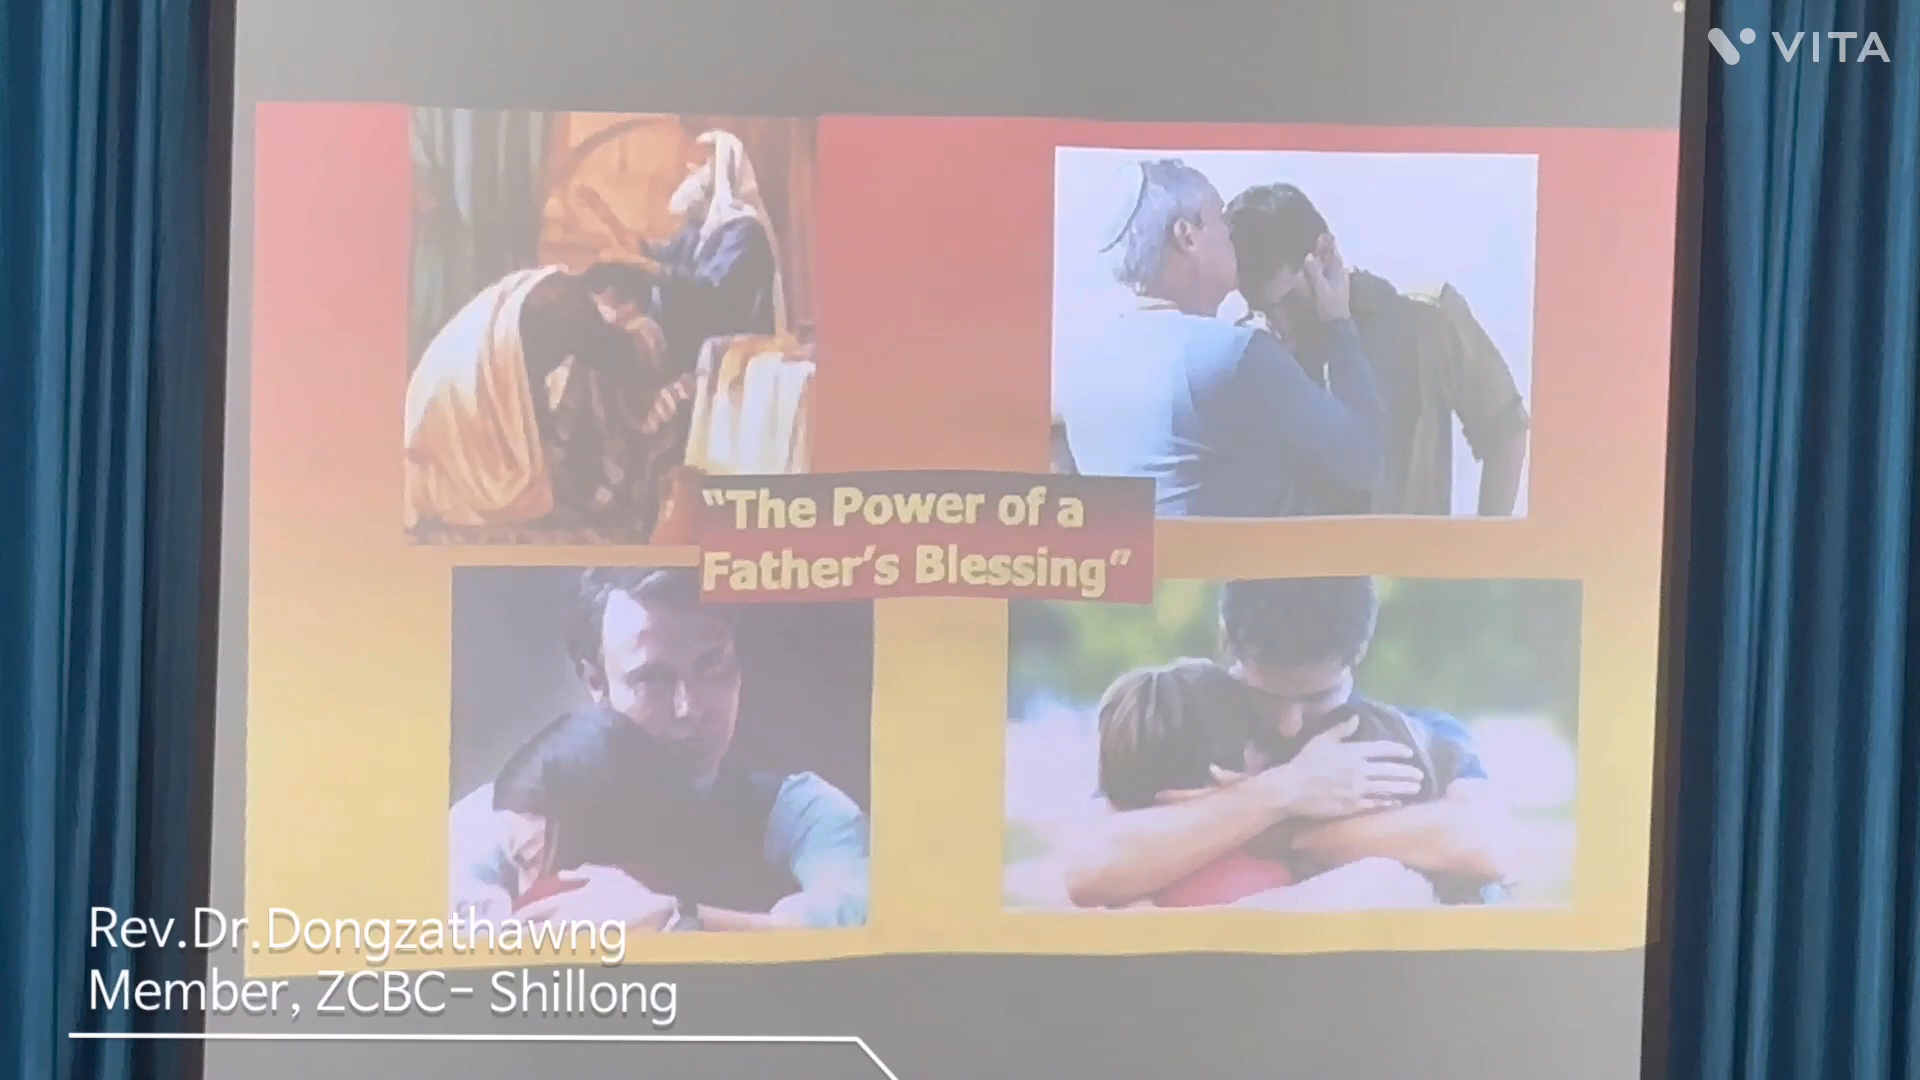 VITA
"The Power of a
Father's Blessing"
Rev.Dr.Dongzathawng
Member, ZCBC- Shillong